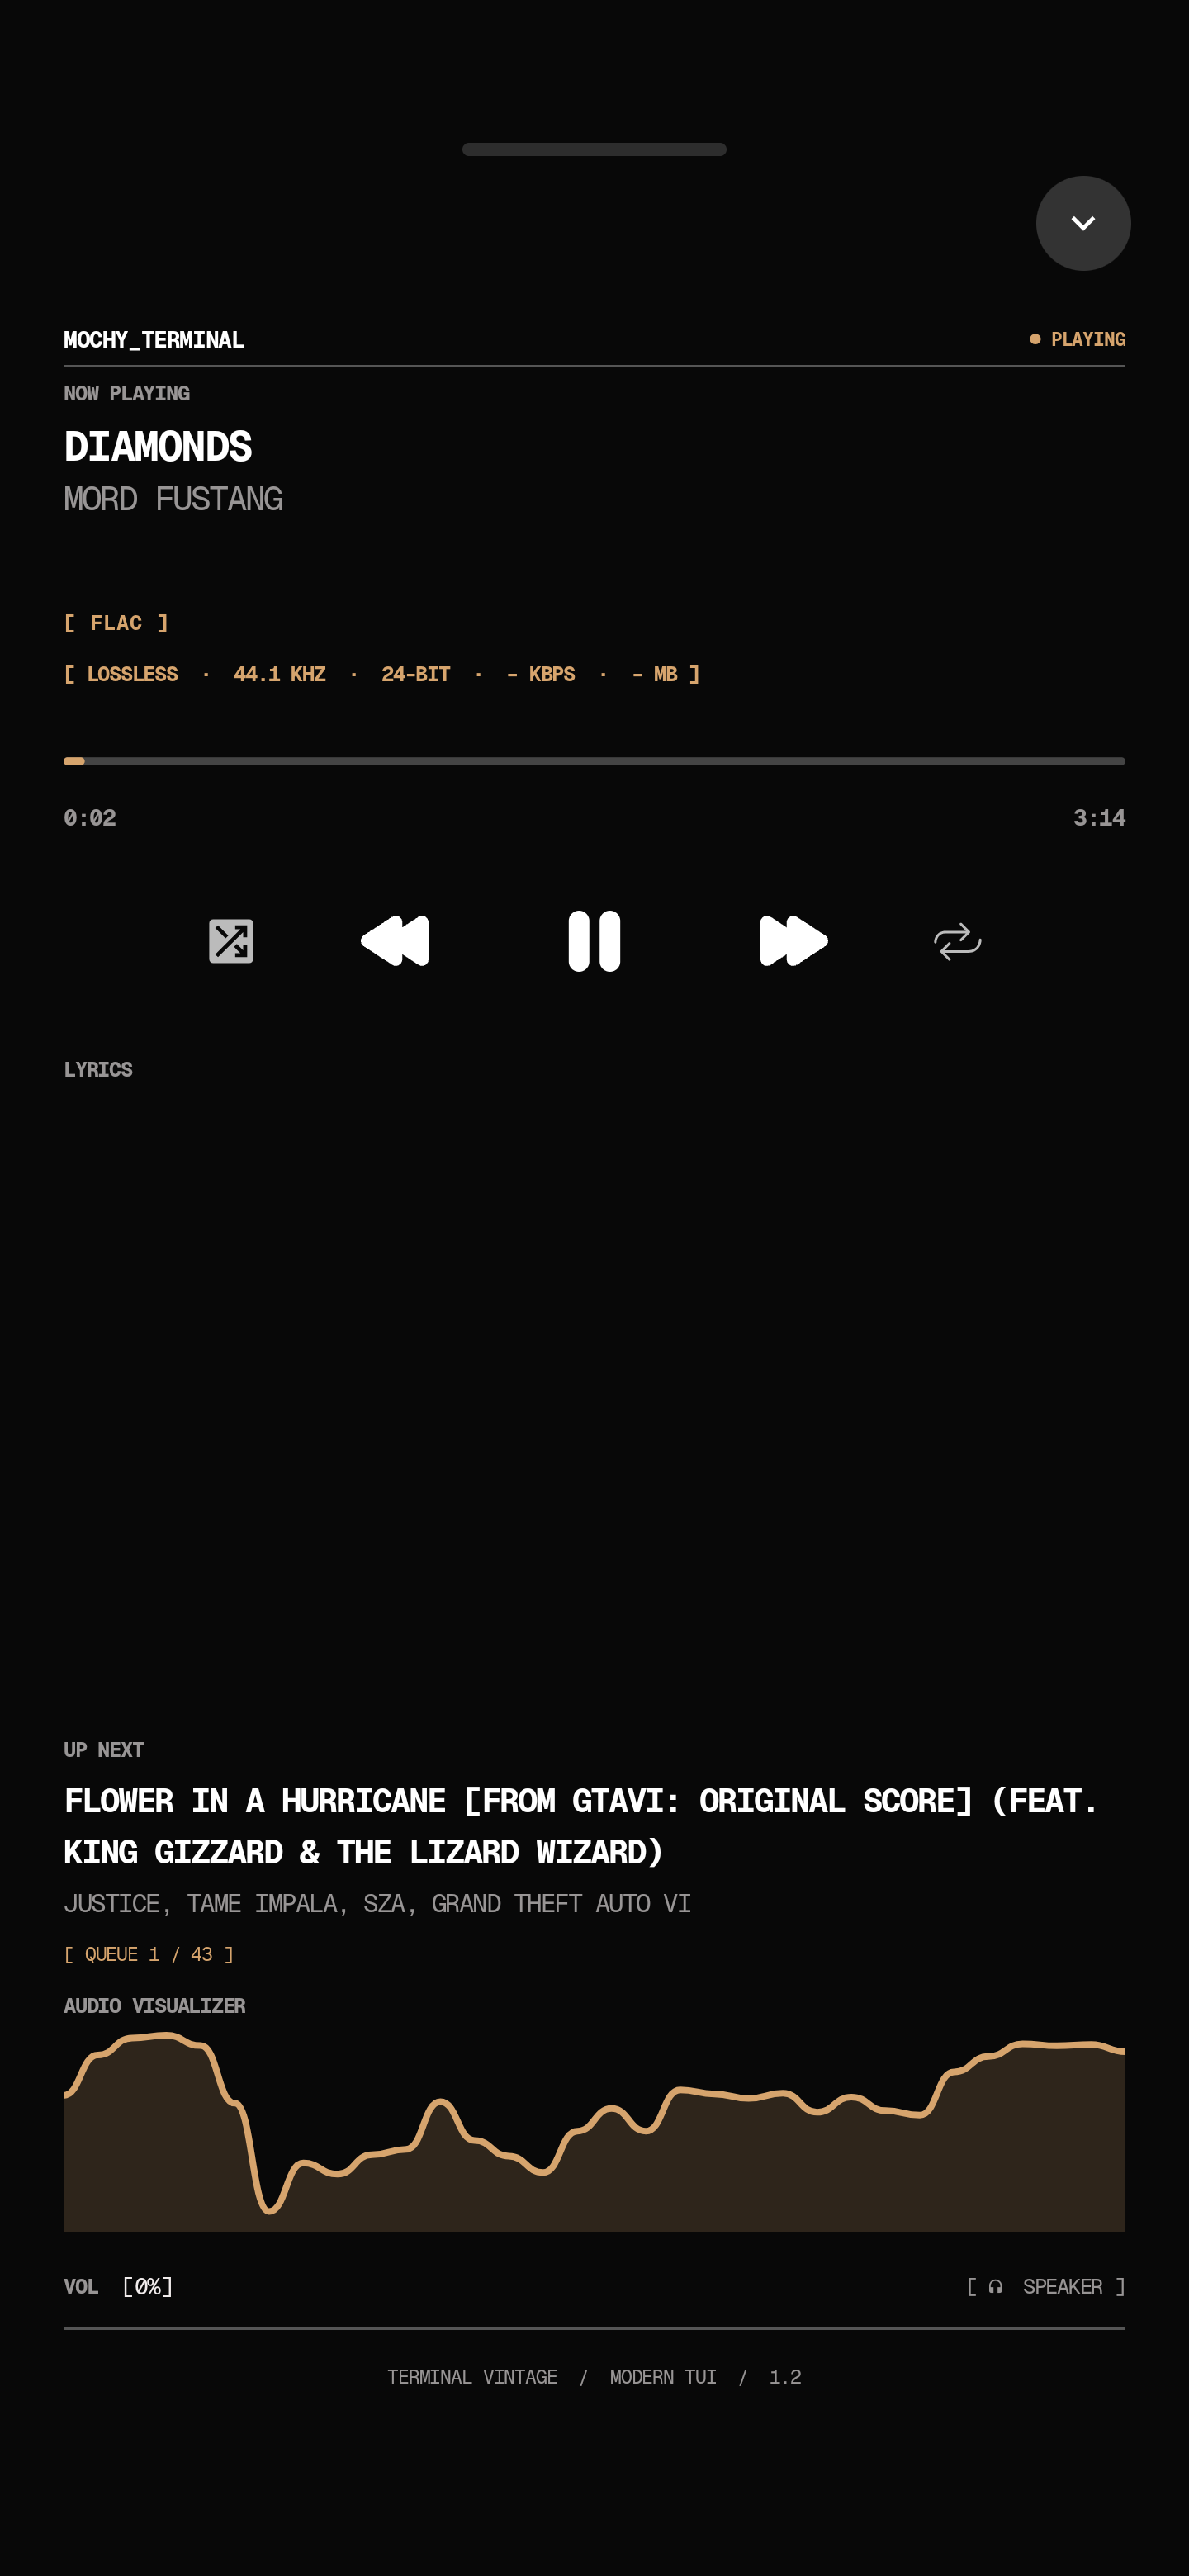 MOCHY_TERMINAL
● PLAYING
NOW PLAYING
DIAMONDS
MORD FUSTANG
[ FLAC ]
[ LOSSLESS · 44.1 KHZ · 24-BIT · – KBPS · – MB ]
0:02
3:14
LYRICS
UP NEXT
FLOWER IN A HURRICANE [FROM GTAVI: ORIGINAL SCORE] (FEAT.
KING GIZZARD & THE LIZARD WIZARD)
JUSTICE, TAME IMPALA, SZA, GRAND THEFT AUTO VI
[ QUEUE 1 / 43 ]
AUDIO VISUALIZER
VOL [0%]
[ SPEAKER ]
TERMINAL VINTAGE / MODERN TUI / 1.2